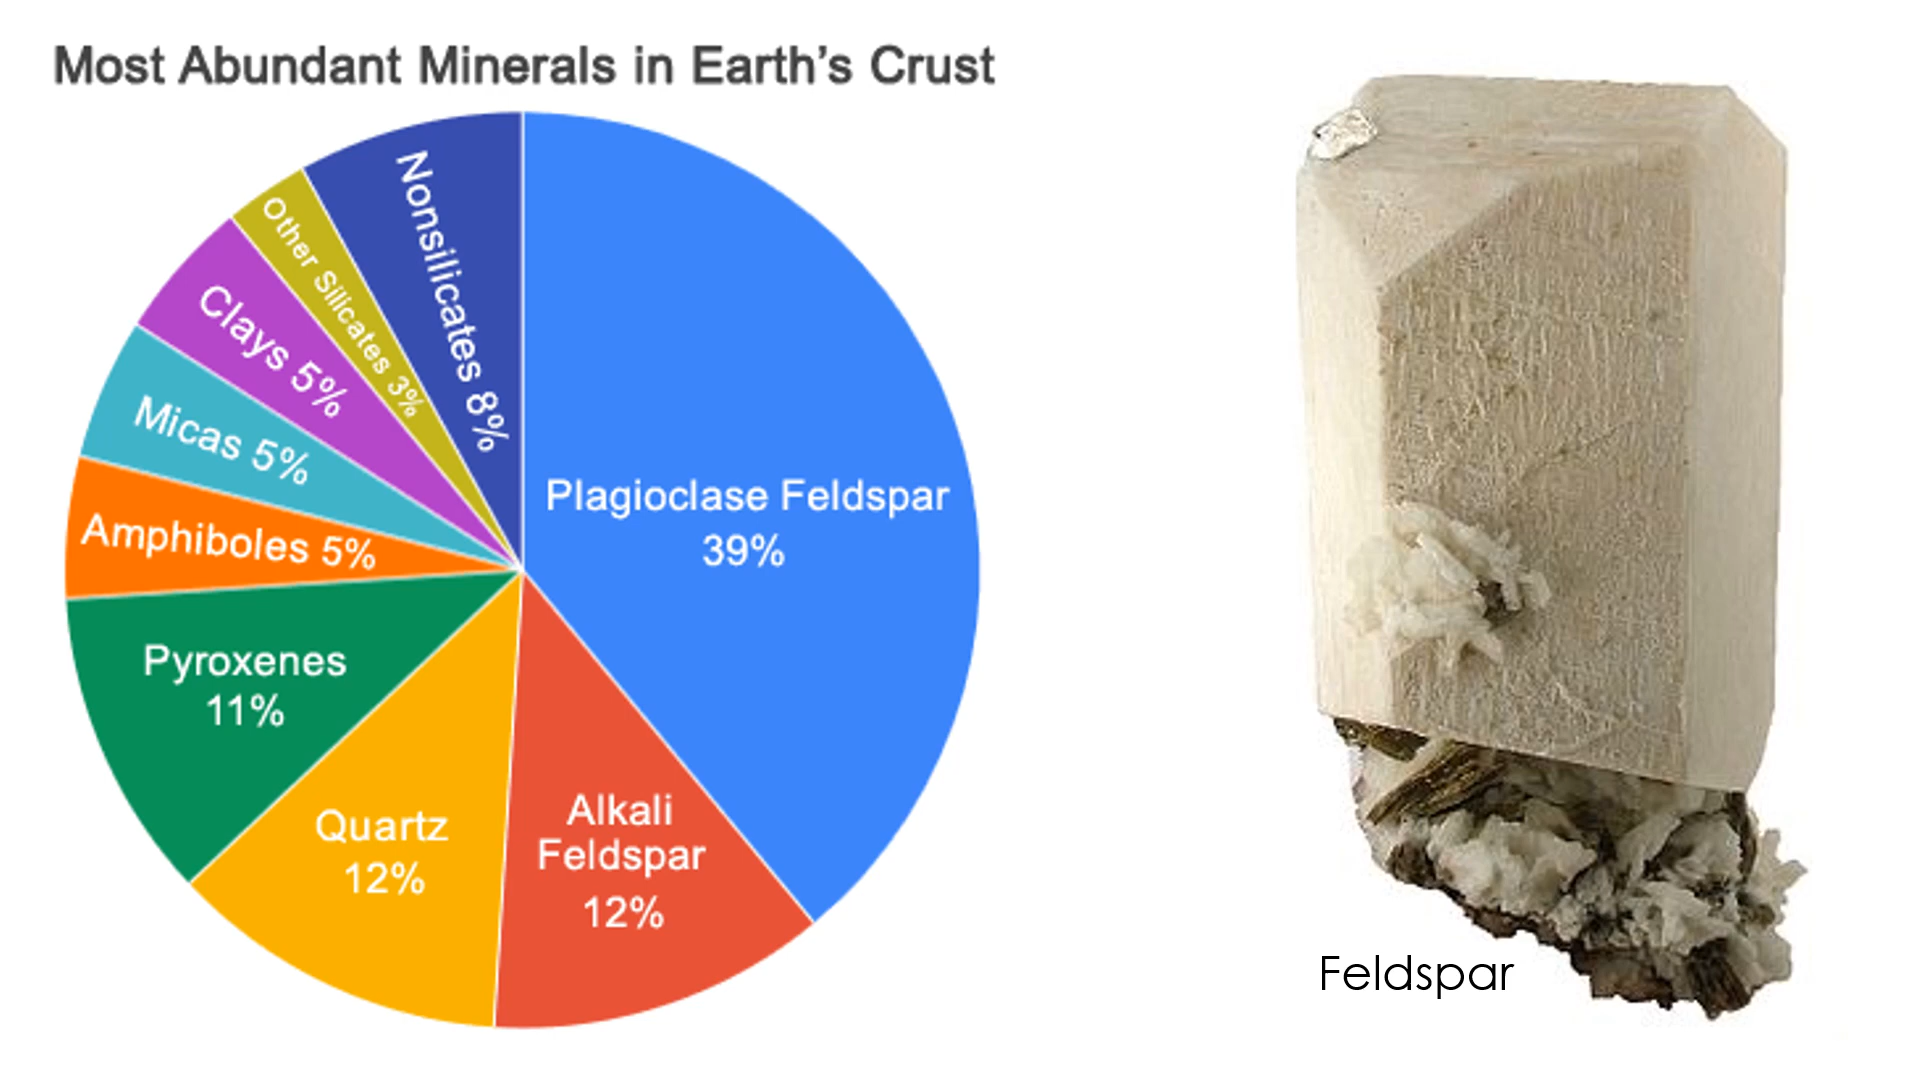 Most Abundant Minerals in Earth’s Crust
Nonsilicates 8%
Other Silicates 3%
Clays 5%
Micas 5%
Amphiboles 5%
Pyroxenes
11%
Quartz
12%
Alkali
Feldspar
12%
Plagioclase Feldspar
39%
Feldspar